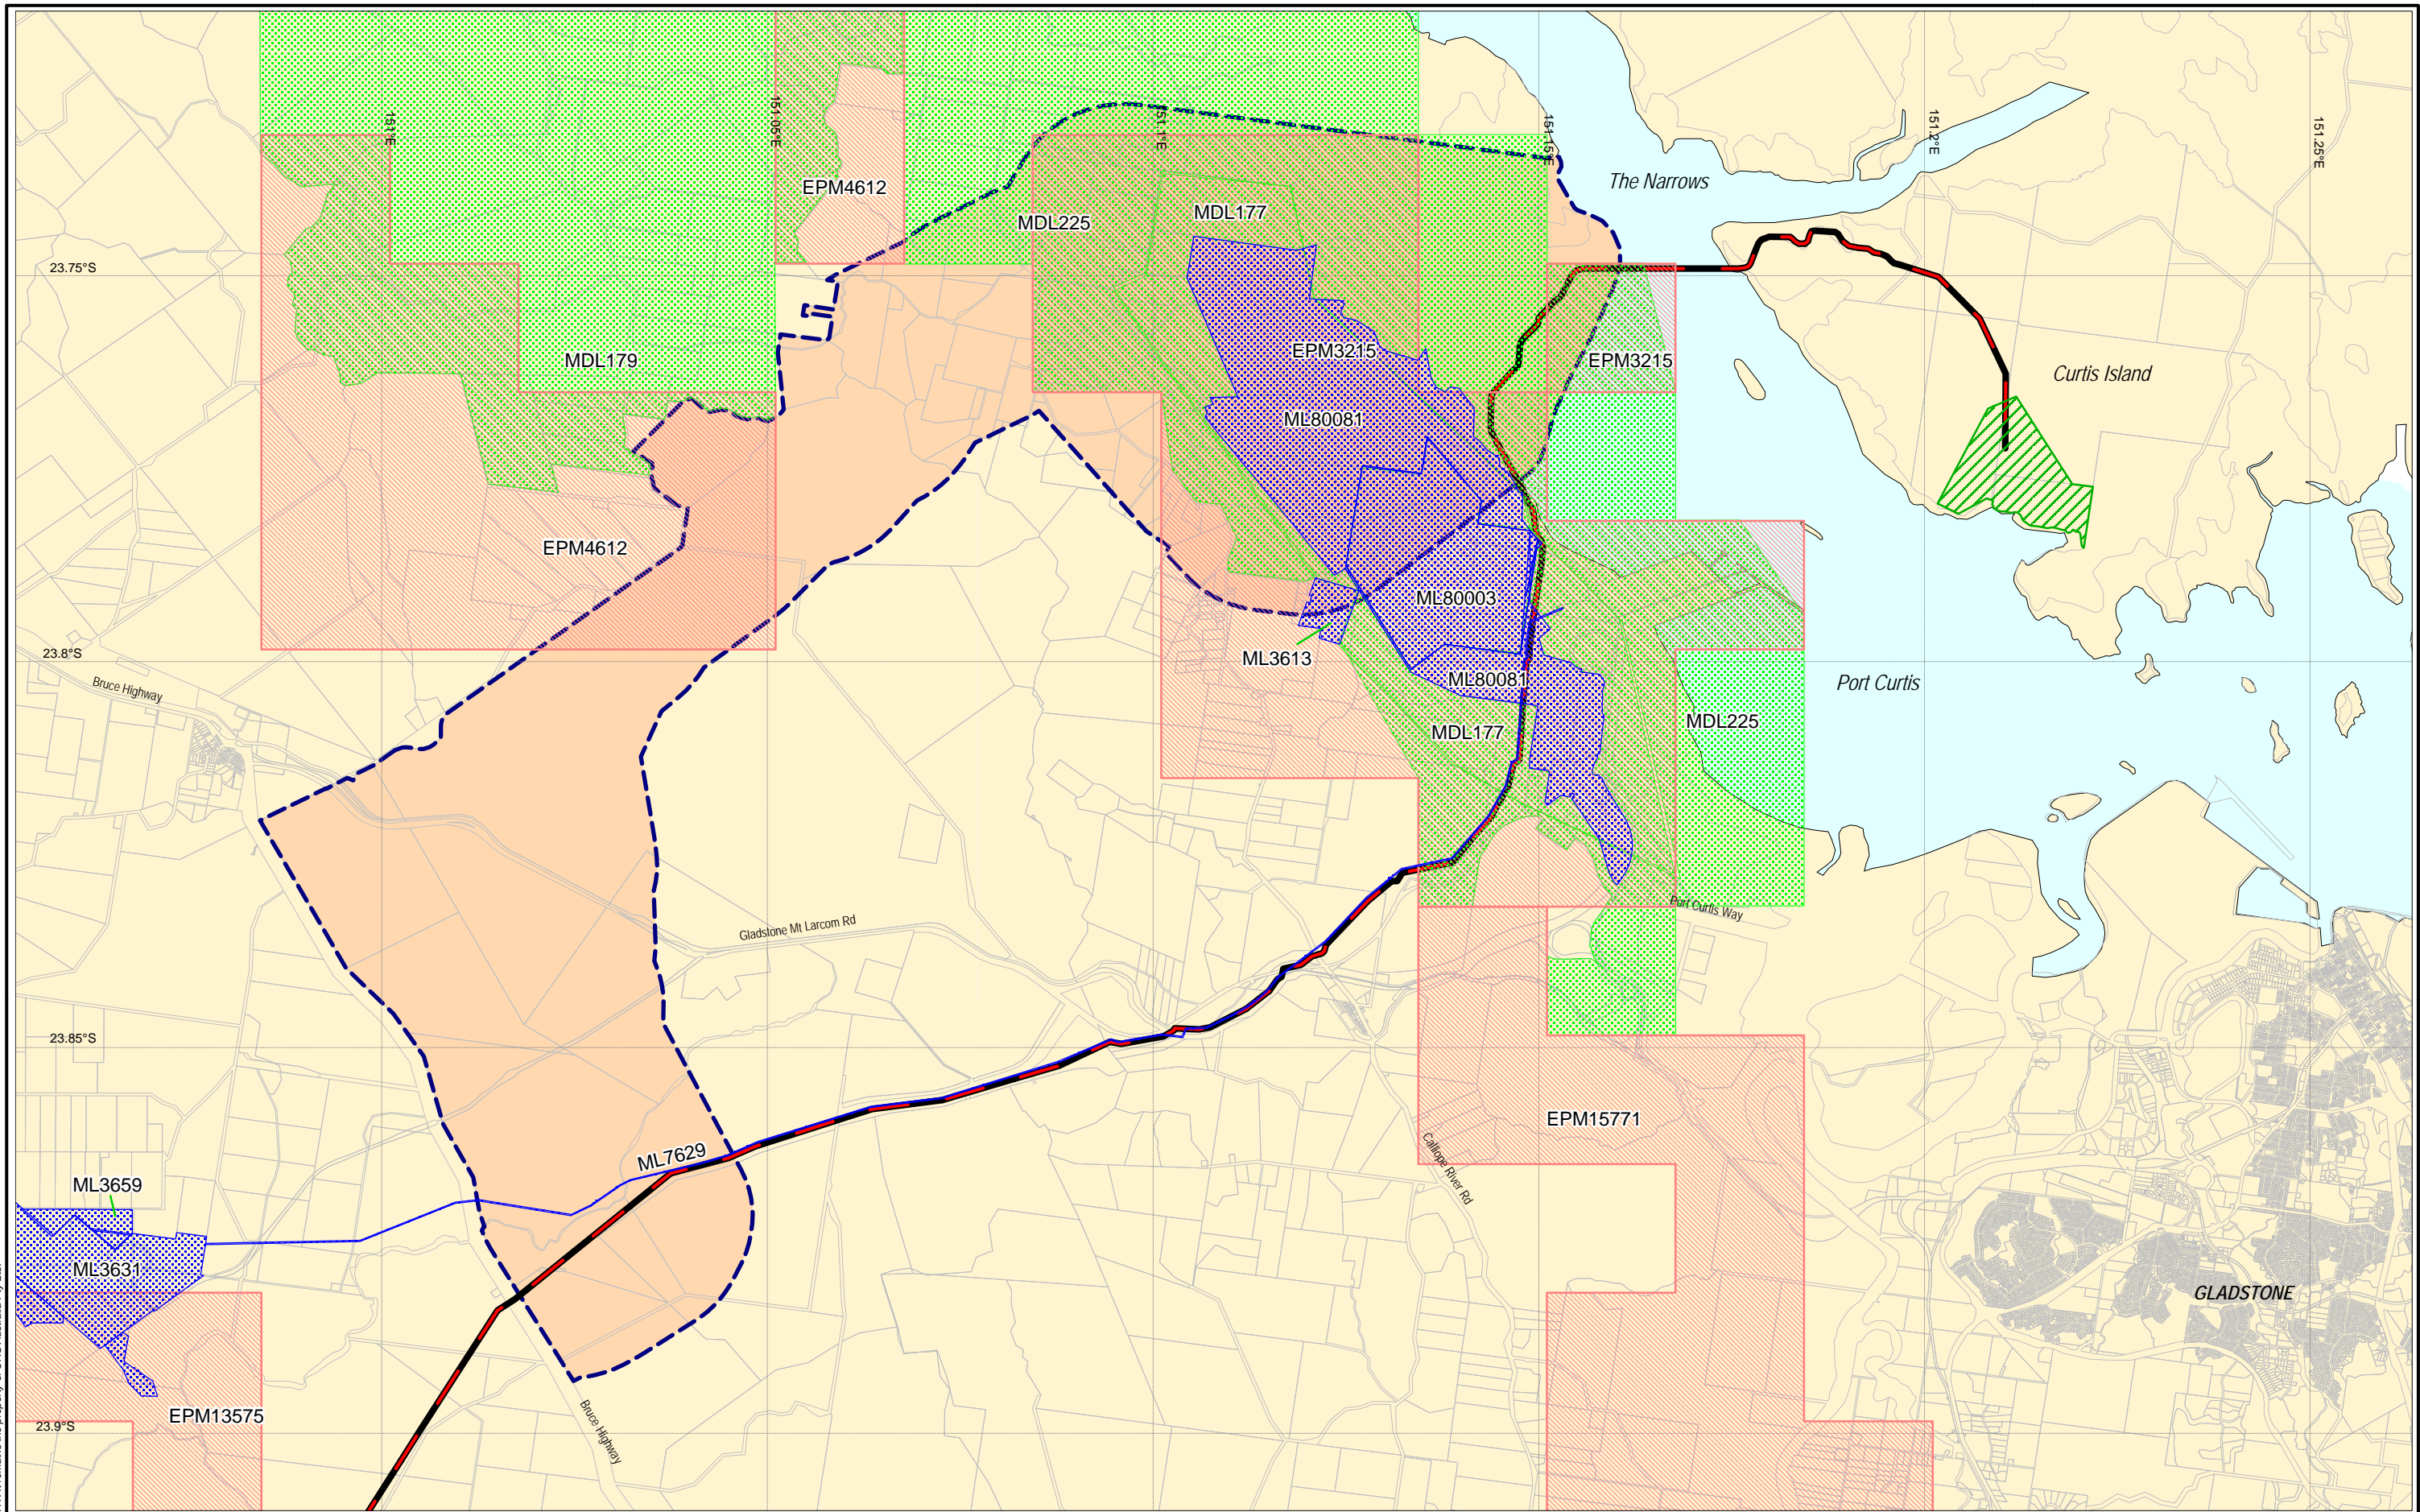 151°E
151.05°E
151.1°E
151.15°E
151.2°E
151.25°E
EPM4612
The Narrows
MDL225
MDL177
23.75°S
EPM3215
EPM3215
MDL179
Curtis Island
ML80081
EPM4612
ML80003
23.8°S
ML3613
Bruce Highway
ML80081
Port Curtis
MDL225
MDL177
Port Curtis Way
Gladstone Mt Larcom Rd
23.85°S
EPM15771
ML7629
Calliope River Rd
ML3659
ML3631
GLADSTONE
EPM13575
23.9°S
Bruce Highway